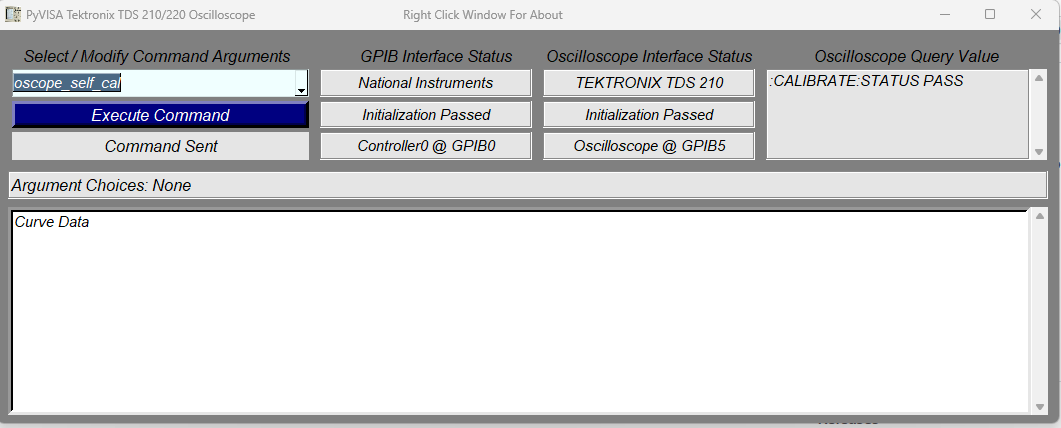 PyVISA Tektronix TDS 210/220 Oscilloscope Right Click Window For About
Select / Modify Command Arguments GPIB Interface Status Oscilloscope Interface Status Oscilloscope Query Value
oscope_self_cal National Instruments TEKTRONIX TDS 210 :CALIBRATE:STATUS PASS
Execute Command Initialization Passed Initialization Passed
Command Sent Controller0 @ GPIB0 Oscilloscope @ GPIB5
Argument Choices: None
Curve Data